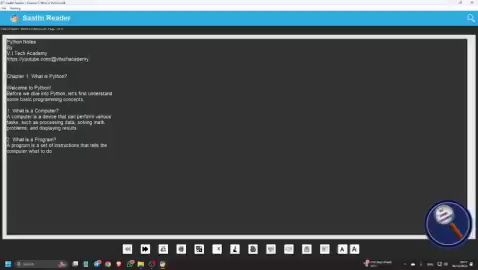 Sasthi Reader
Python Notes
By
V.I.Tech Academy
https://youtube.com/@vitechacademy
Chapter 1: What is Python?
Welcome to Python!
Before we dive into Python, let's first understand
some basic programming concepts.
1. What is a Computer?
A computer is a device that can perform various
tasks, such as processing data, solving math
problems, and displaying results.
2. What is a Program?
A program is a set of instructions that tells the
computer what to do
Search